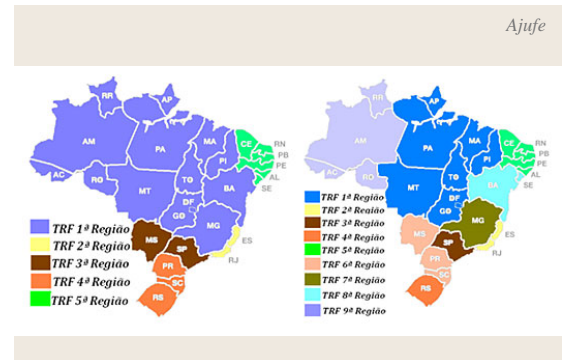 Ajufe
RR
AP
AM
PA
MA
CE
RN
PB
PE
AL
SE
PI
AC
RO
TO
MT
BA
DF
GO
MG
ES
RJ
MS
SP
PR
SC
RS
TRF 1ª Região
TRF 2ª Região
TRF 3ª Região
TRF 4ª Região
TRF 5ª Região
RR
AP
AM
PA
MA
CE
RN
PB
PE
AL
SE
PI
RO
TO
MT
BA
DF
GO
MG
ES
RJ
MS
SP
PR
SC
RS
TRF 1ª Região
TRF 2ª Região
TRF 3ª Região
TRF 4ª Região
TRF 5ª Região
TRF 6ª Região
TRF 7ª Região
TRF 8ª Região
TRF 9ª Região